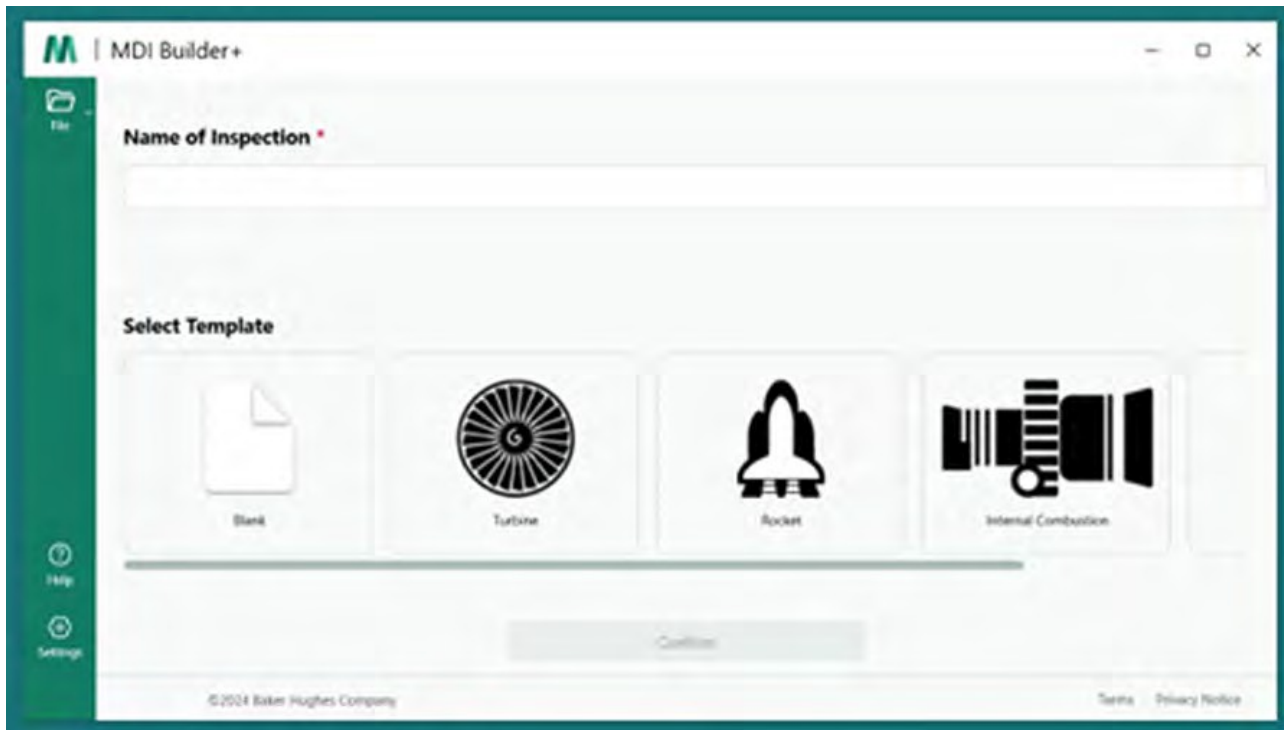 MDI Builder+
File
Name of Inspection *
Select Template
Blank
Turbine
Rocket
Internal Combustion
Help
Settings
©2024 Baker Hughes Company
Terms Privacy Notice